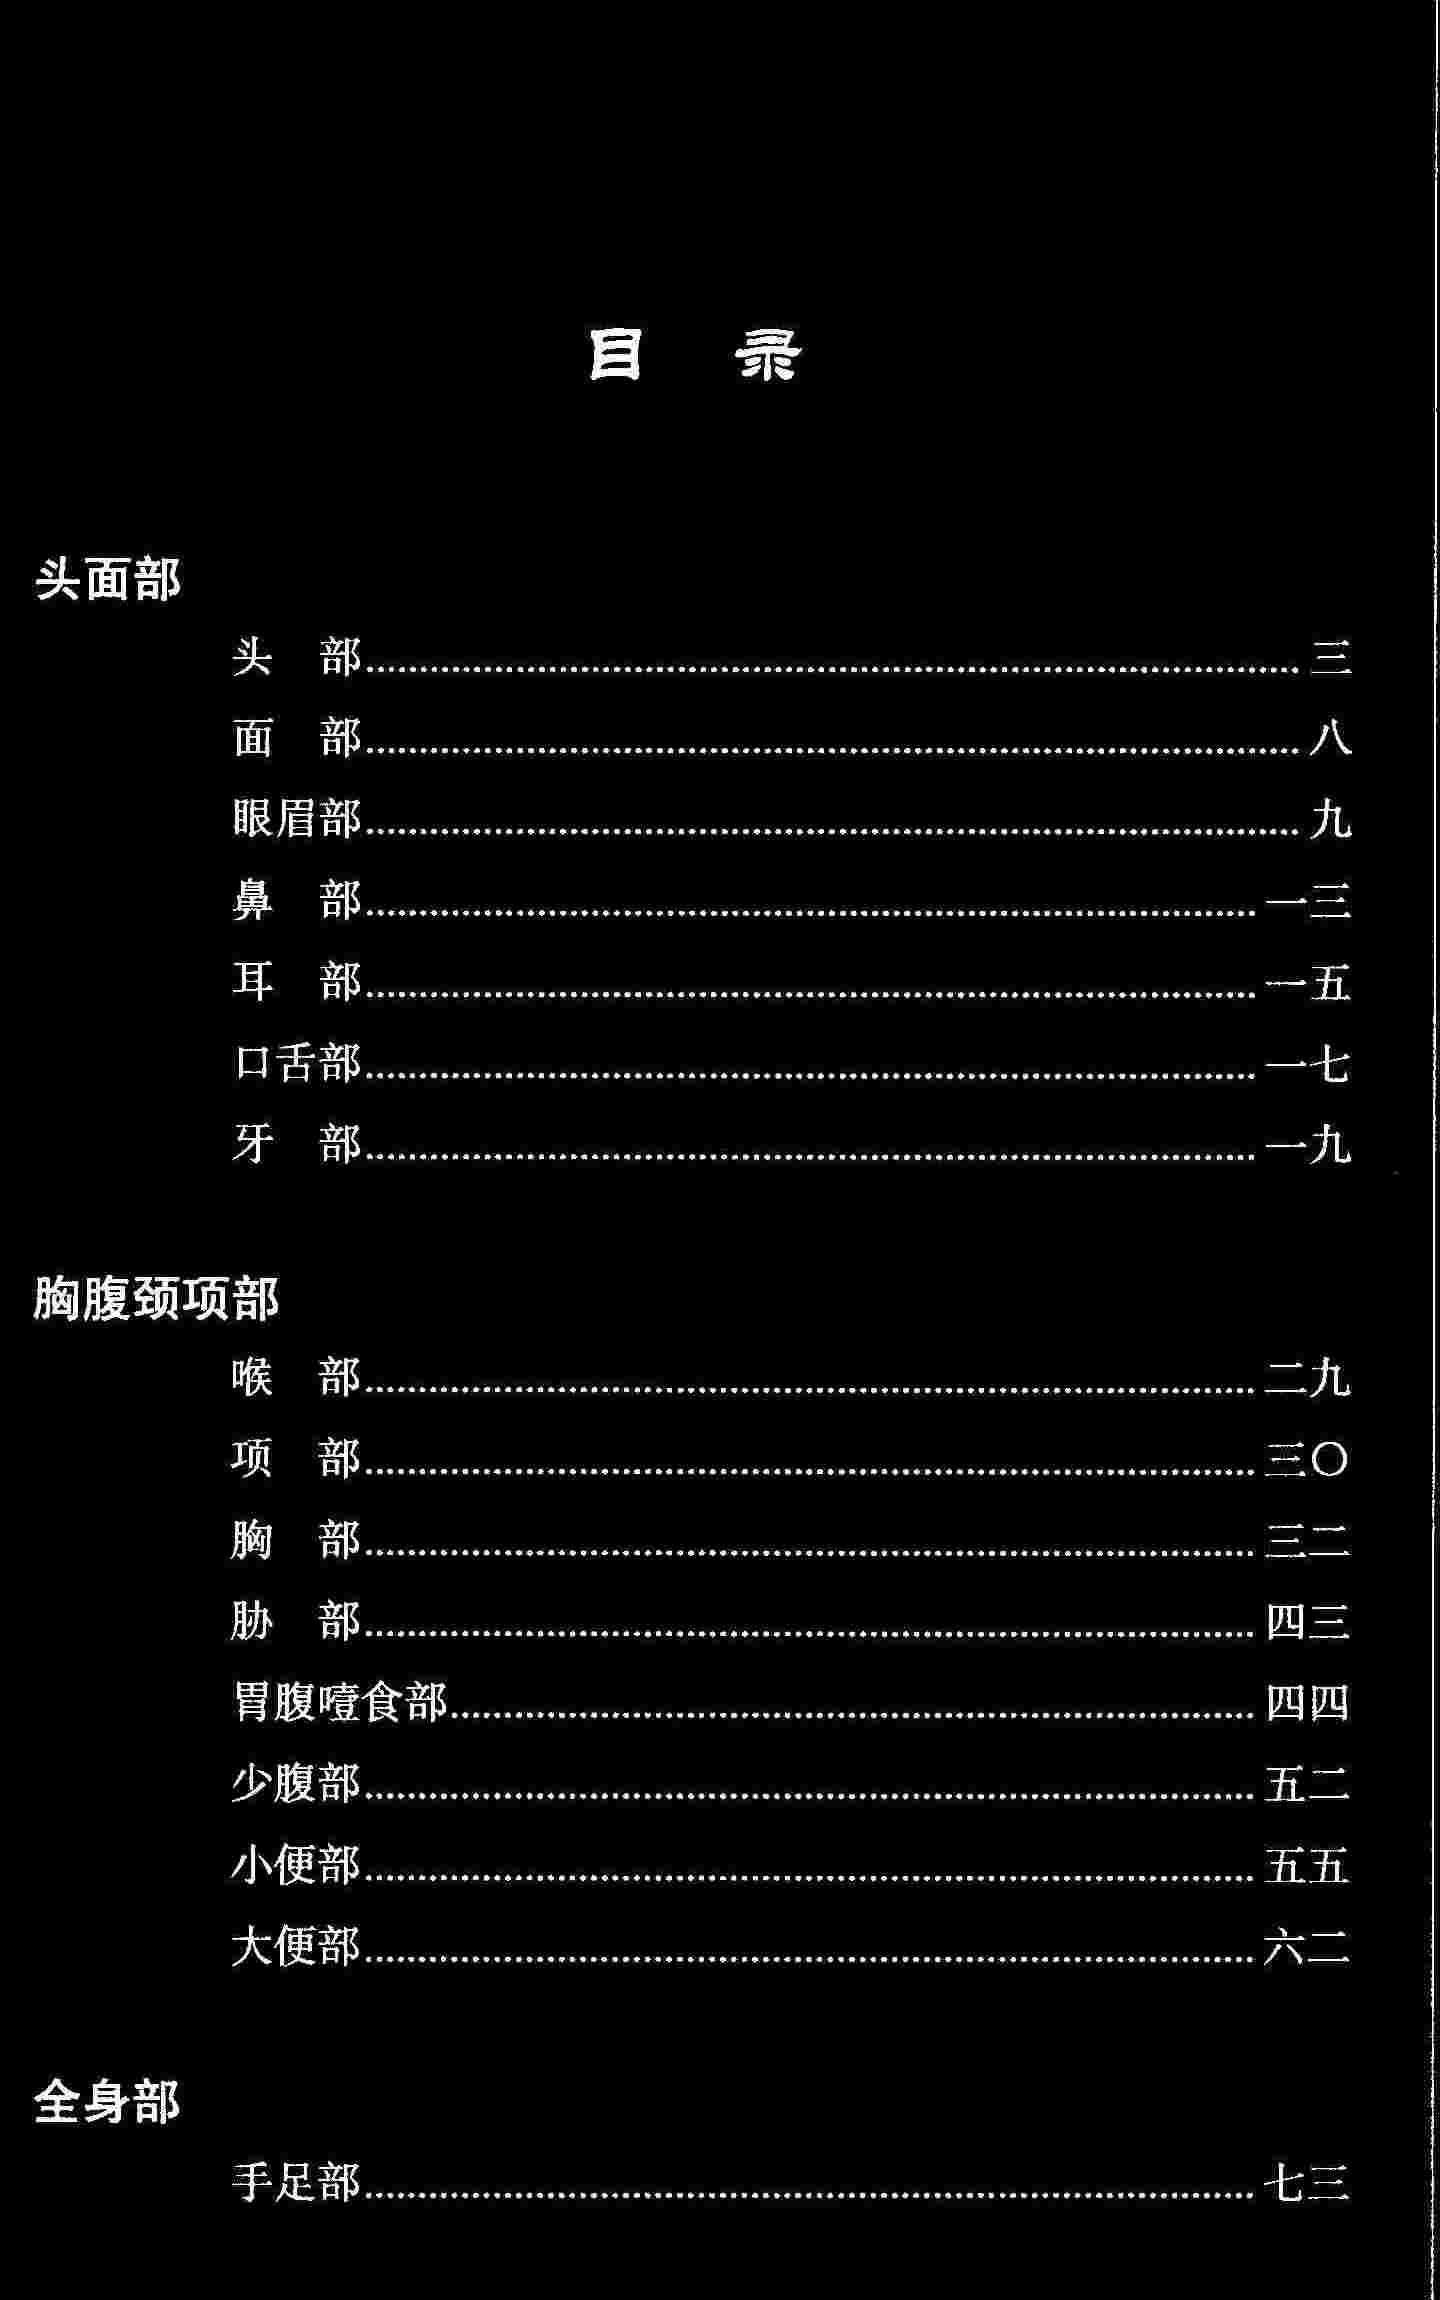 目 录
头面部
头 部 三
面 部 八
眼眉部 九
鼻 部 一三
耳 部 一五
口舌部 一七
牙 部 一九
胸腹颈项部
喉 部 二九
项 部 三〇
胸 部 三二
胁 部 四三
胃腹噎食部 四四
少腹部 五二
小便部 五五
大便部 六二
全身部
手足部 七三